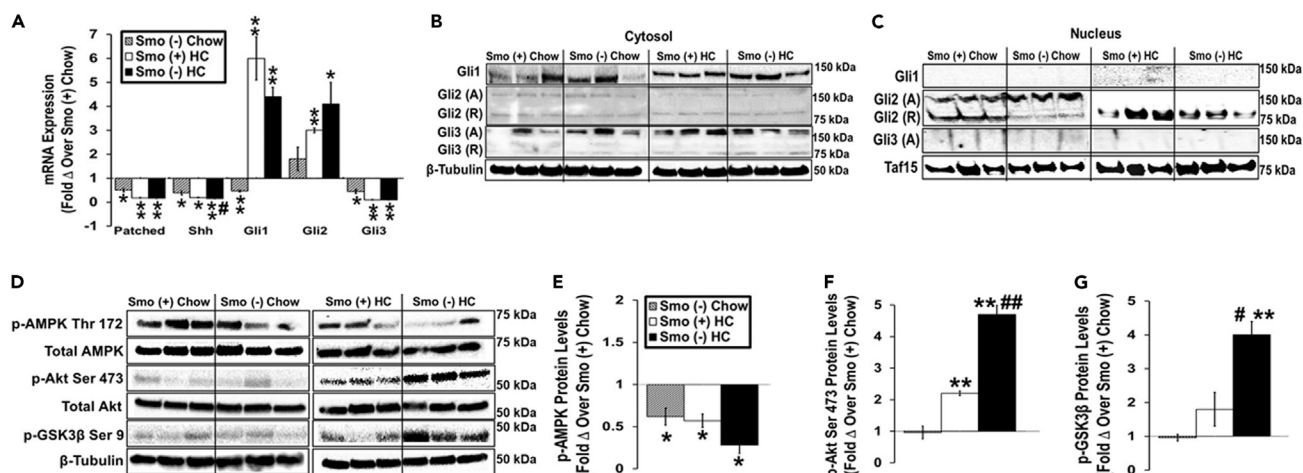 A
mRNA Expression
(Fold Δ Over Smo (+) Chow)
7
6
5
4
3
2
1
0
-1
Smo (-) Chow
Smo (+) HC
Smo (-) HC
* ** ** * ** ** # ** ** ** ** * * ** **
Patched Shh Gli1 Gli2 Gli3
B
Cytosol
Smo (+) Chow Smo (-) Chow Smo (+) HC Smo (-) HC
Gli1 150 kDa
Gli2 (A) 150 kDa
Gli2 (R) 75 kDa
Gli3 (A) 150 kDa
Gli3 (R) 75 kDa
β-Tubulin 50 kDa
C
Nucleus
Smo (+) Chow Smo (-) Chow Smo (+) HC Smo (-) HC
Gli1 150 kDa
Gli2 (A) 150 kDa
Gli2 (R) 75 kDa
Gli3 (A) 150 kDa
Taf15 75 kDa
D
Smo (+) Chow Smo (-) Chow Smo (+) HC Smo (-) HC
p-AMPK Thr 172 75 kDa
Total AMPK 75 kDa
p-Akt Ser 473 50 kDa
Total Akt 50 kDa
p-GSK3β Ser 9 50 kDa
β-Tubulin 50 kDa
E
p-AMPK Protein Levels
Fold Δ Over Smo (+) Chow)
2
1
0
Smo (-) Chow
Smo (+) HC
Smo (-) HC
* * *
F
p-Akt Ser 473 Protein Levels
(Fold Δ Over Smo (+) Chow)
5
4
3
2
1
0
** ** ##
G
p-GSK3β Protein Levels
(Fold Δ Over Smo (+) Chow)
5
4
3
2
1
0
# **